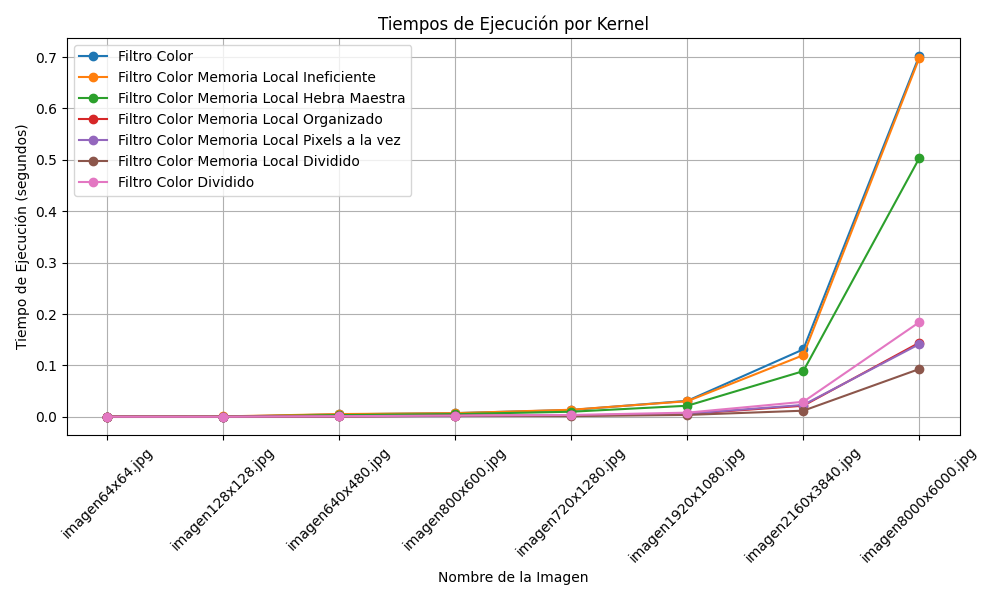 Tiempos de Ejecución por Kernel
Filtro Color
Filtro Color Memoria Local Ineficiente
Filtro Color Memoria Local Hebra Maestra
Filtro Color Memoria Local Organizado
Filtro Color Memoria Local Pixels a la vez
Filtro Color Memoria Local Dividido
Filtro Color Dividido
Tiempo de Ejecución (segundos)
0.7
0.6
0.5
0.4
0.3
0.2
0.1
0.0
imagen64x64.jpg
imagen128x128.jpg
imagen640x480.jpg
imagen800x600.jpg
imagen720x1280.jpg
imagen1920x1080.jpg
imagen2160x3840.jpg
imagen8000x6000.jpg
Nombre de la Imagen